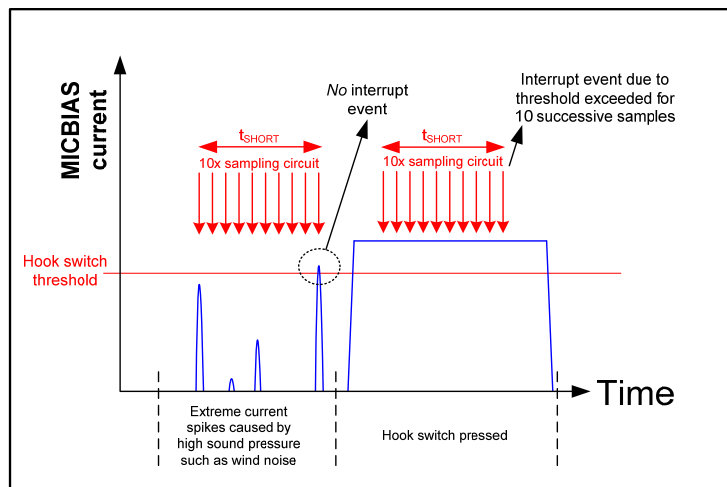 MICBIAS
current
No interrupt
event
Interrupt event due to
threshold exceeded for
10 successive samples
tSHORT
10x sampling circuit
tSHORT
10x sampling circuit
Hook switch
threshold
Time
Extreme current
spikes caused by
high sound pressure
such as wind noise
Hook switch pressed